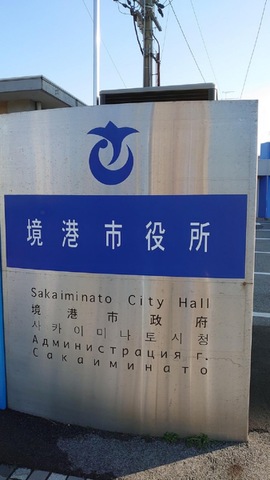 境港市役所
Sakaiminato City Hall
境港市政府
사카이미나토시청
Администрация г.
Сакаиминато